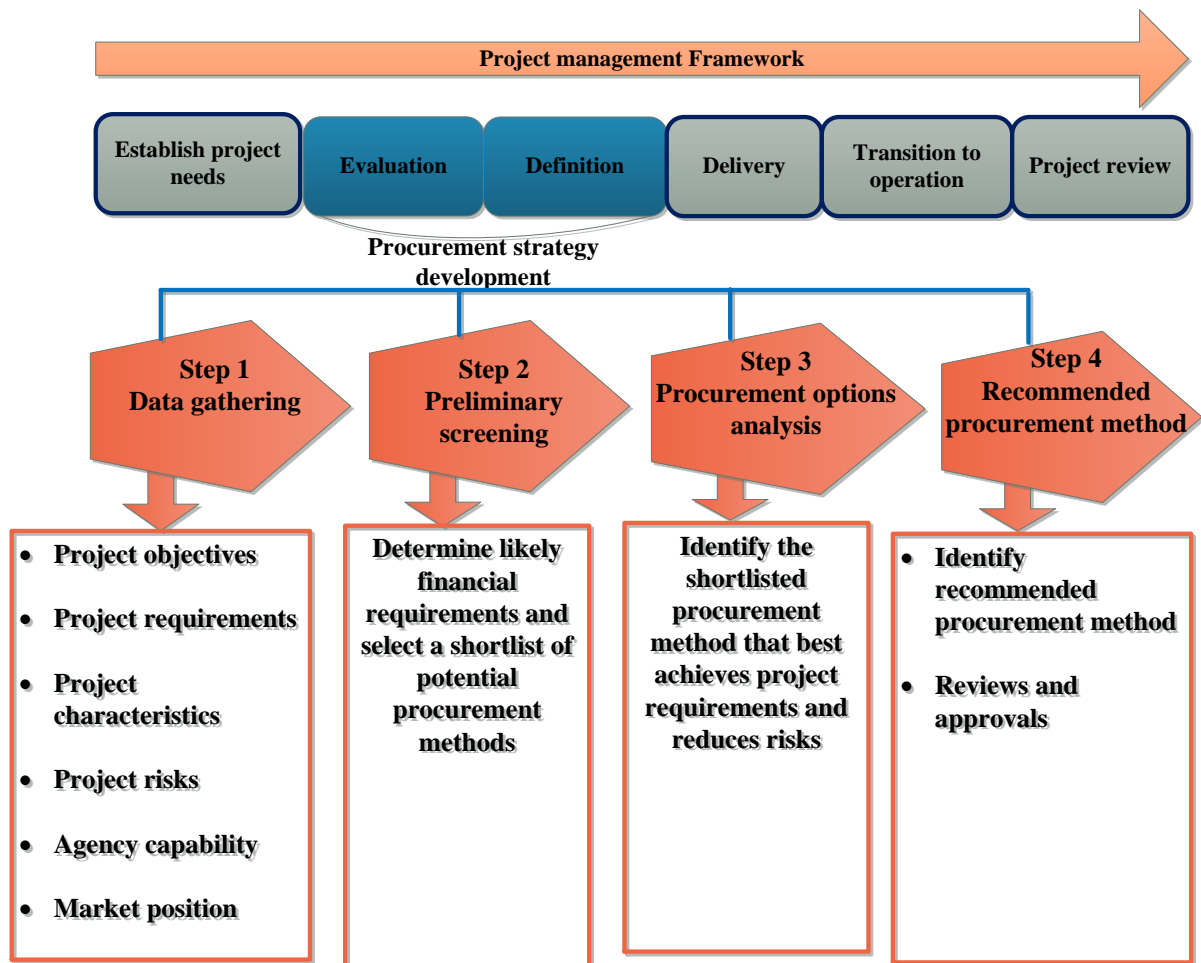 Project management Framework
Establish project
needs
Evaluation
Definition
Delivery
Transition to
operation
Project review
Procurement strategy
development
Step 1
Data gathering
Step 2
Preliminary
screening
Step 3
Procurement options
analysis
Step 4
Recommended
procurement method
• Project objectives
• Project requirements
• Project
characteristics
• Project risks
• Agency capability
• Market position
Determine likely
financial
requirements and
select a shortlist of
potential
procurement
methods
Identify the
shortlisted
procurement
method that best
achieves project
requirements and
reduces risks
• Identify
recommended
procurement method
• Reviews and
approvals